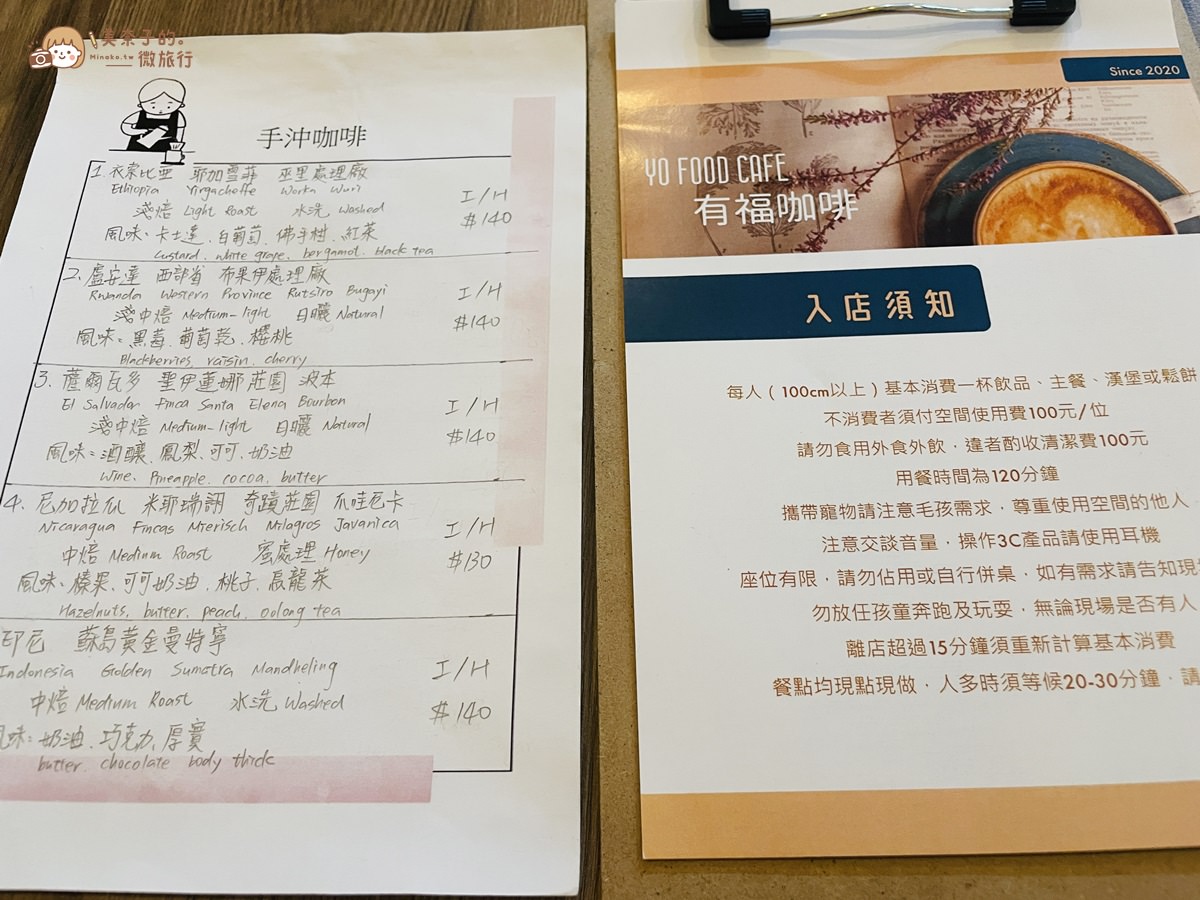 美奈子的。
Minako.tw 微旅行
手沖咖啡
1. 衣索比亞 耶加雪菲 巫里處理廠
Ethiopia Yirgacheffe Worka Wuri
I/H
淺焙 Light Roast 水洗 Washed
$140
風味:卡士達、白葡萄、佛手柑、紅茶
Custard, white grape, bergamot, black tea
2. 盧安達 西部省 布果伊處理廠
Rwanda Western Province Rutsiro Bugayi
I/H
淺中焙 Medium-light 日曬 Natural
$140
風味:黑莓、葡萄乾、櫻桃
Blackberries, raisin, cherry
3. 薩爾瓦多 聖伊蓮娜莊園 波本
El Salvador Finca Santa Elena Bourbon
I/H
淺中焙 Medium-light 日曬 Natural
$140
風味:酒釀、鳳梨、可可、奶油
Wine, Pineapple, cocoa, butter
4. 尼加拉瓜 米耶瑞詡 奇蹟莊園 爪哇尼卡
Nicaragua Fincas Mierisch Milagros Javanica
I/H
中焙 Medium Roast 蜜處理 Honey
$130
風味:榛果、可可奶油、桃子、烏龍茶
Hazelnuts, butter, peach, oolong tea
印尼 蘇島黃金曼特寧
Indonesia Golden Sumatra Mandheling
I/H
中焙 Medium Roast 水洗 Washed
$140
風味:奶油、巧克力、厚實
butter, chocolate body thick
Since 2020
YO FOOD CAFE
有福咖啡
入店須知
每人(100cm以上)基本消費一杯飲品、主餐、漢堡或鬆餅
不消費者須付空間使用費100元/位
請勿食用外食外飲,違者酌收清潔費100元
用餐時間為120分鐘
攜帶寵物請注意毛孩需求,尊重使用空間的他人
注意交談音量,操作3C產品請使用耳機
座位有限,請勿佔用或自行併桌,如有需求請告知現場
勿放任孩童奔跑及玩耍,無論現場是否有人
離店超過15分鐘須重新計算基本消費
餐點均現點現做,人多時須等候20-30分鐘,請